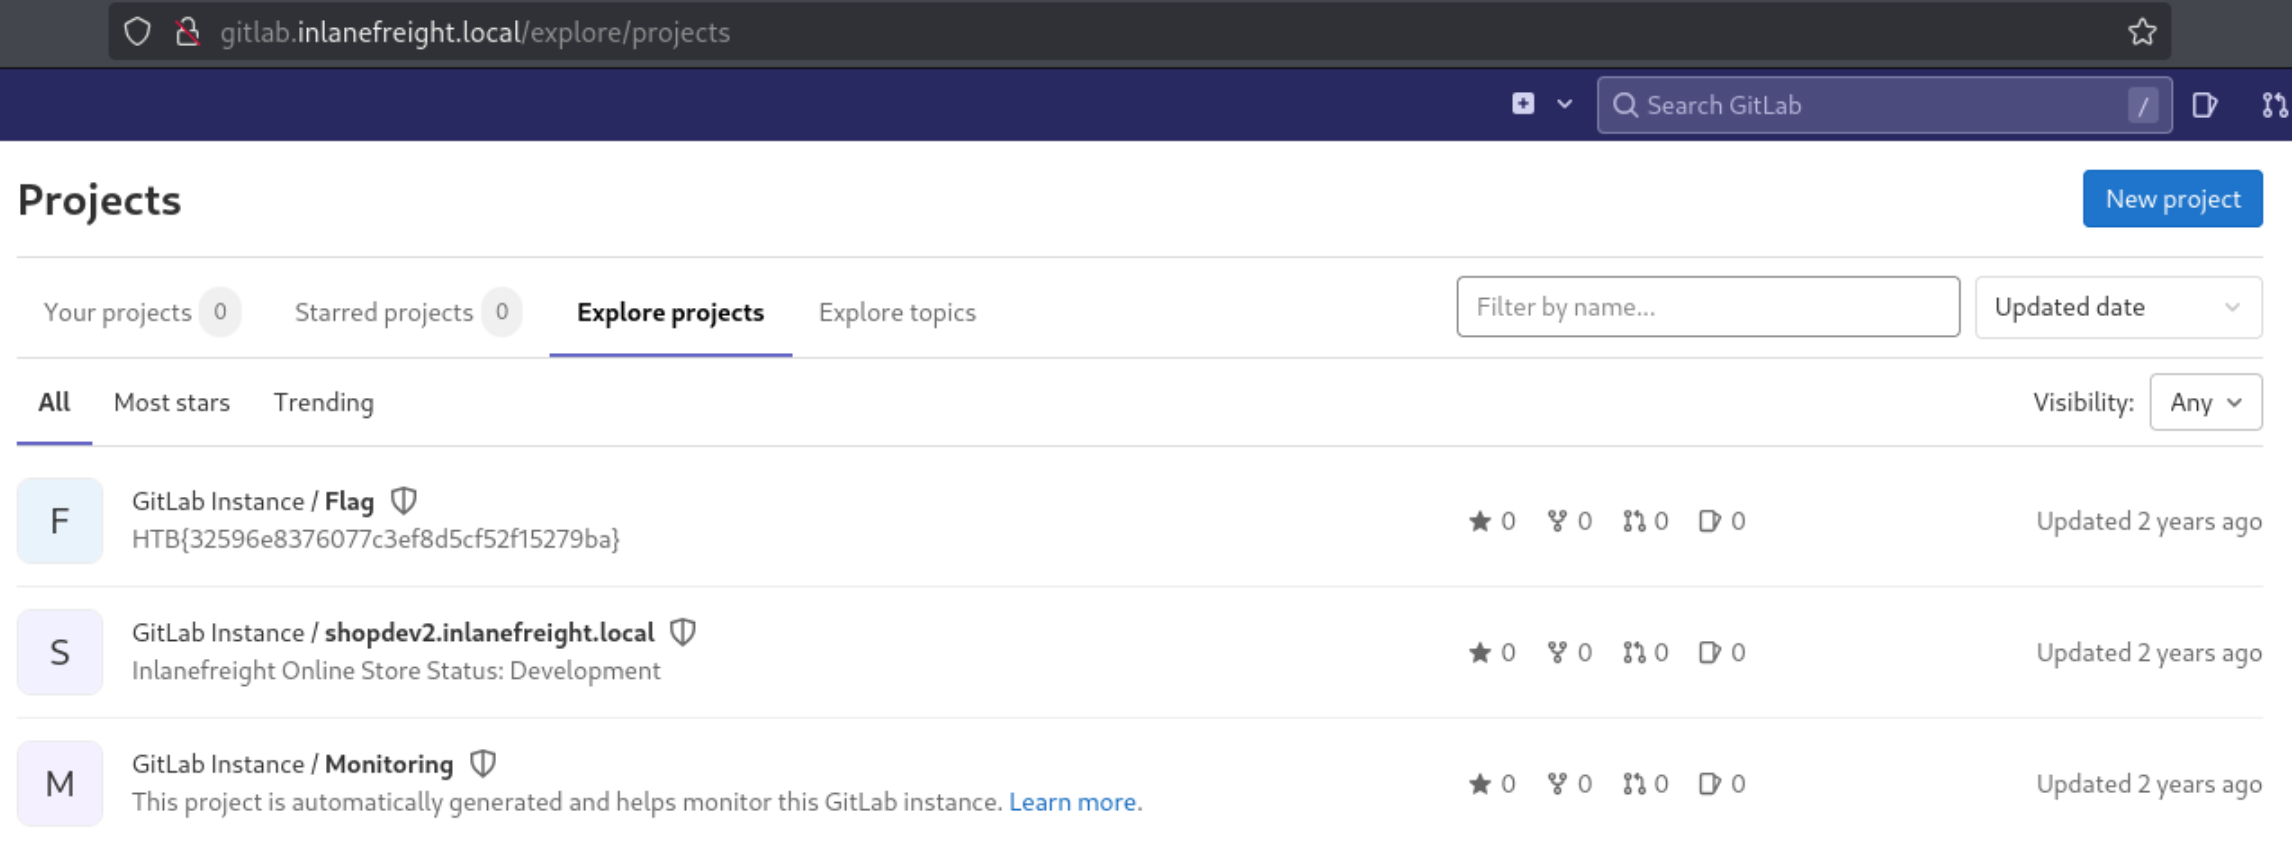 gitlab.inlanefreight.local/explore/projects
Search GitLab /
Projects
New project
Your projects 0 Starred projects 0 Explore projects Explore topics
Filter by name... Updated date
All Most stars Trending
Visibility: Any
F
GitLab Instance / Flag
HTB{32596e8376077c3ef8d5cf52f15279ba}
0 0 0 0
Updated 2 years ago
S
GitLab Instance / shopdev2.inlanefreight.local
Inlanefreight Online Store Status: Development
0 0 0 0
Updated 2 years ago
M
GitLab Instance / Monitoring
This project is automatically generated and helps monitor this GitLab instance. Learn more.
0 0 0 0
Updated 2 years ago